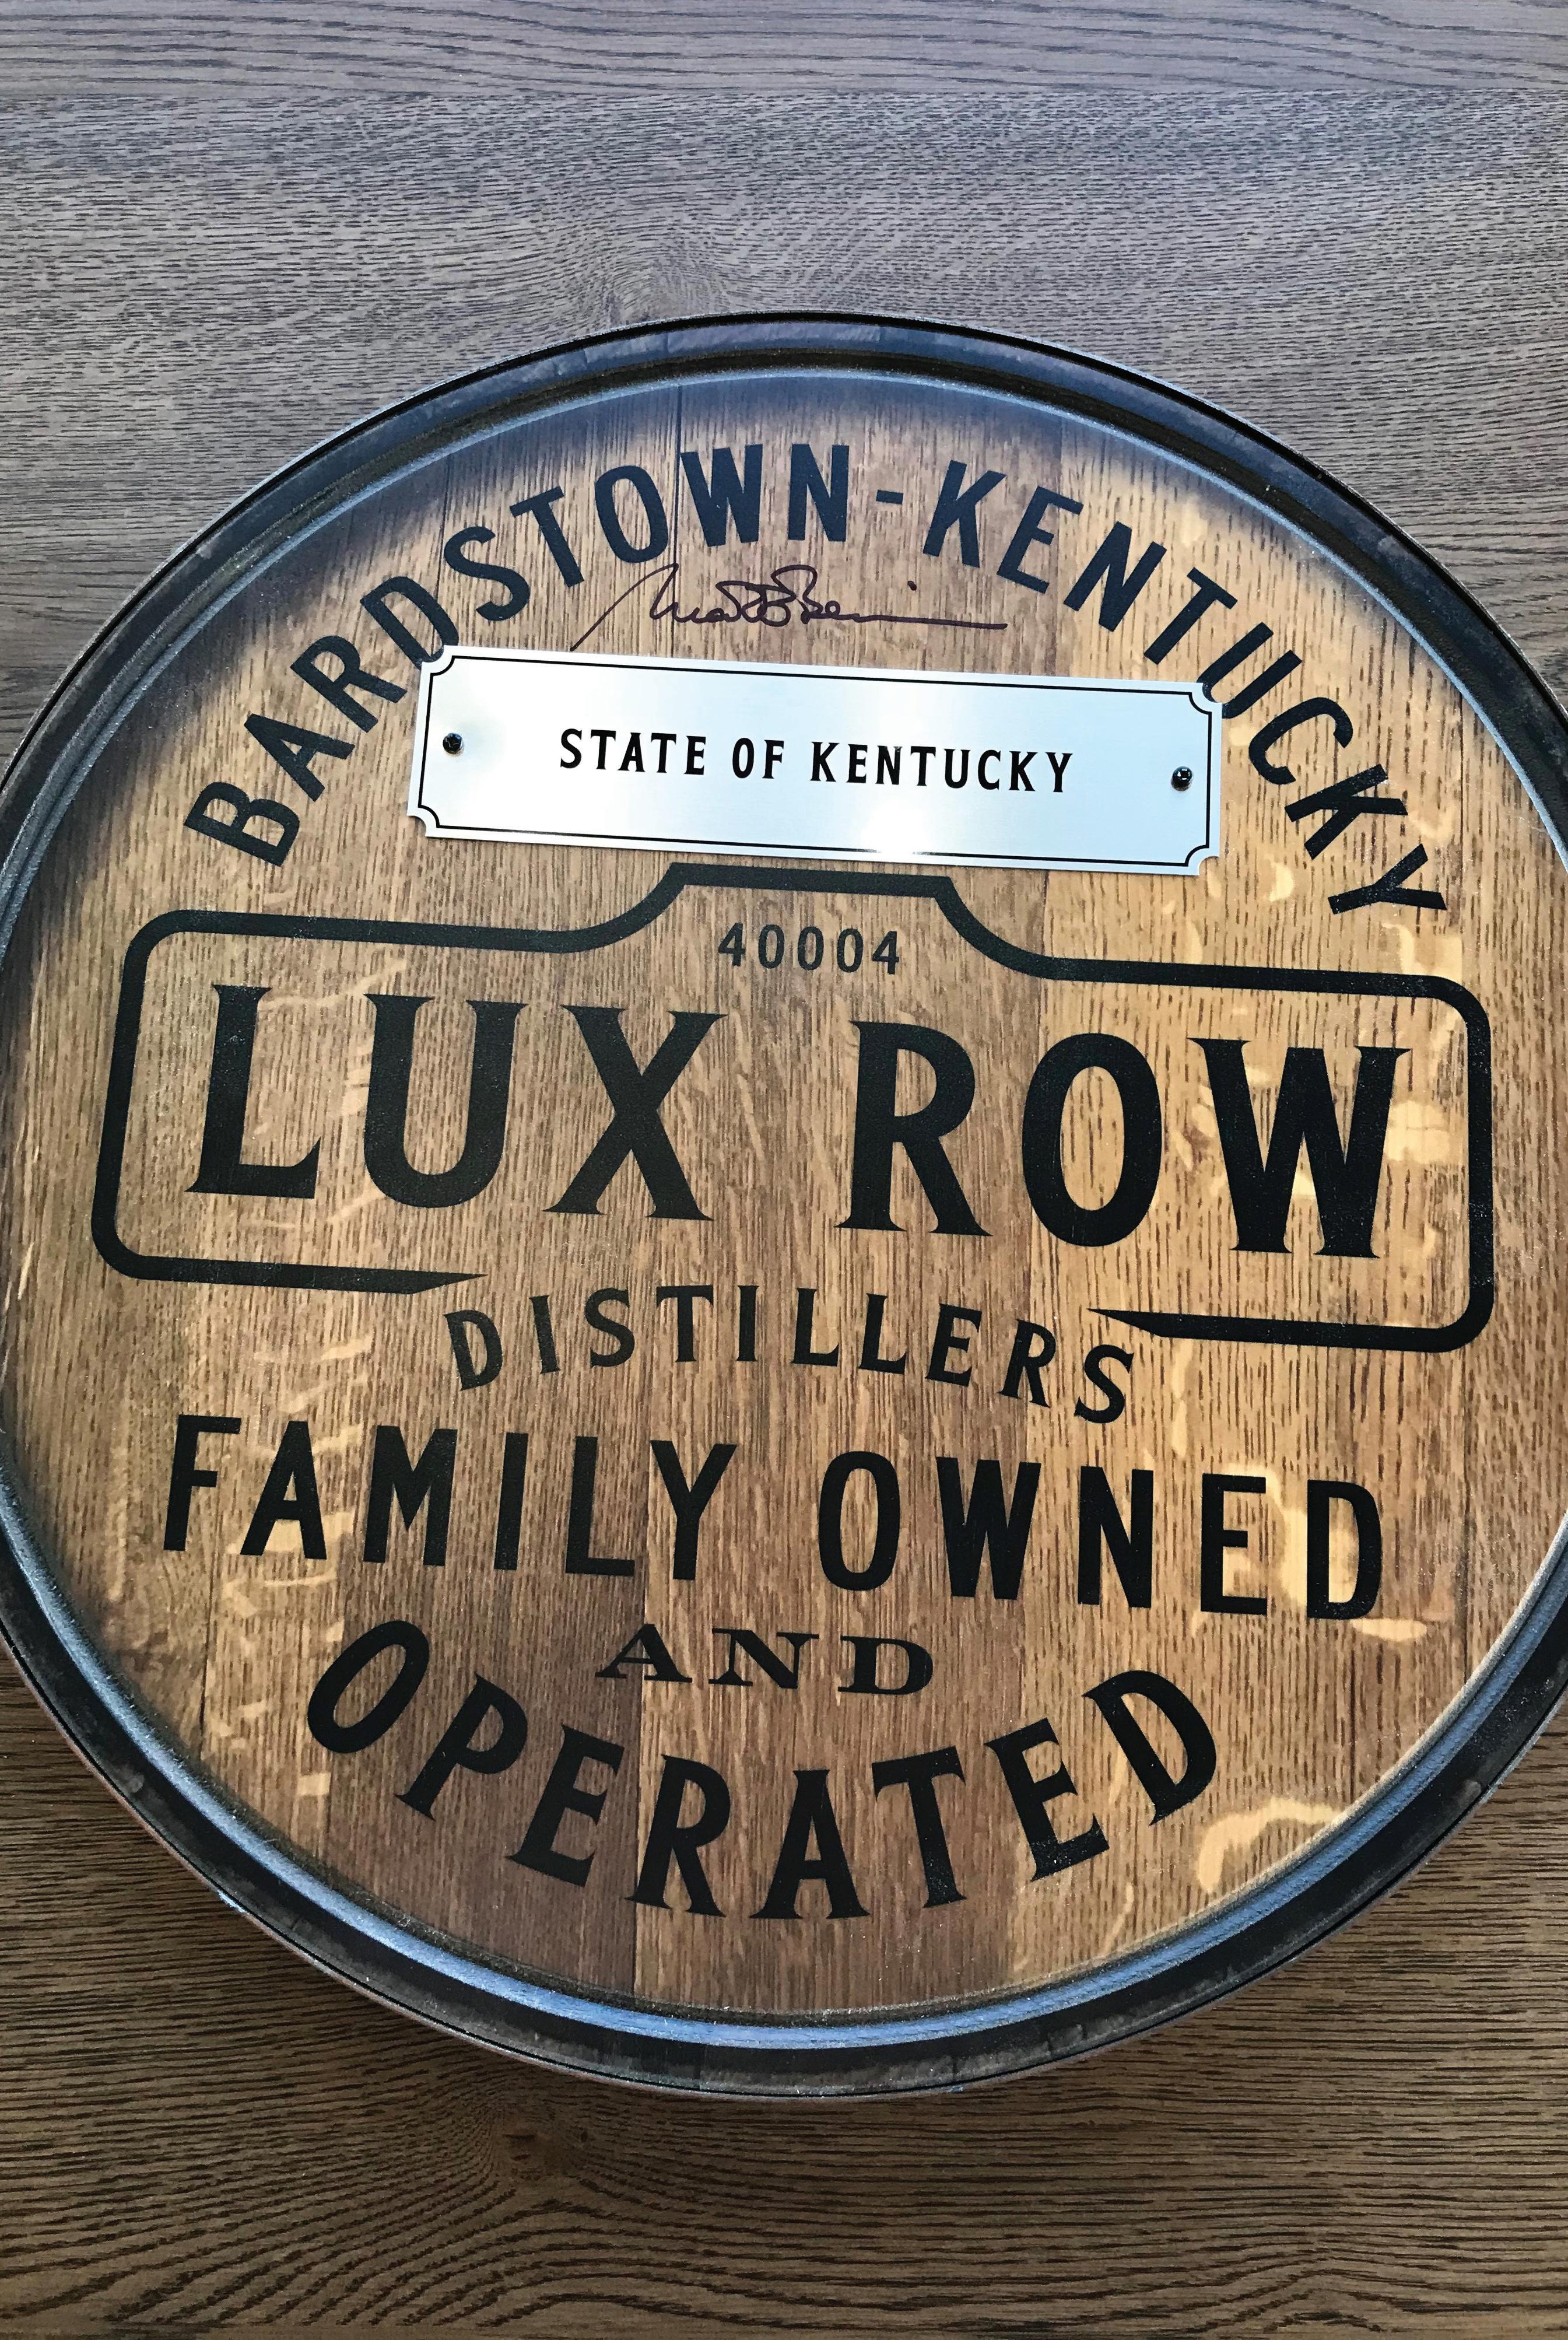 BARDSTOWN-KENTUCKY
STATE OF KENTUCKY
40004
LUX ROW
DISTILLERS
FAMILY OWNED
AND
OPERATED